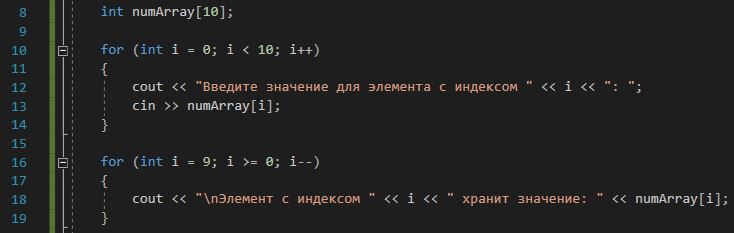 8 int numArray[10];
9
10 for (int i = 0; i < 10; i++)
11 {
12 cout << "Введите значение для элемента с индексом " << i << ": ";
13 cin >> numArray[i];
14 }
15
16 for (int i = 9; i >= 0; i--)
17 {
18 cout << "\nЭлемент с индексом " << i << " хранит значение: " << numArray[i];
19 }